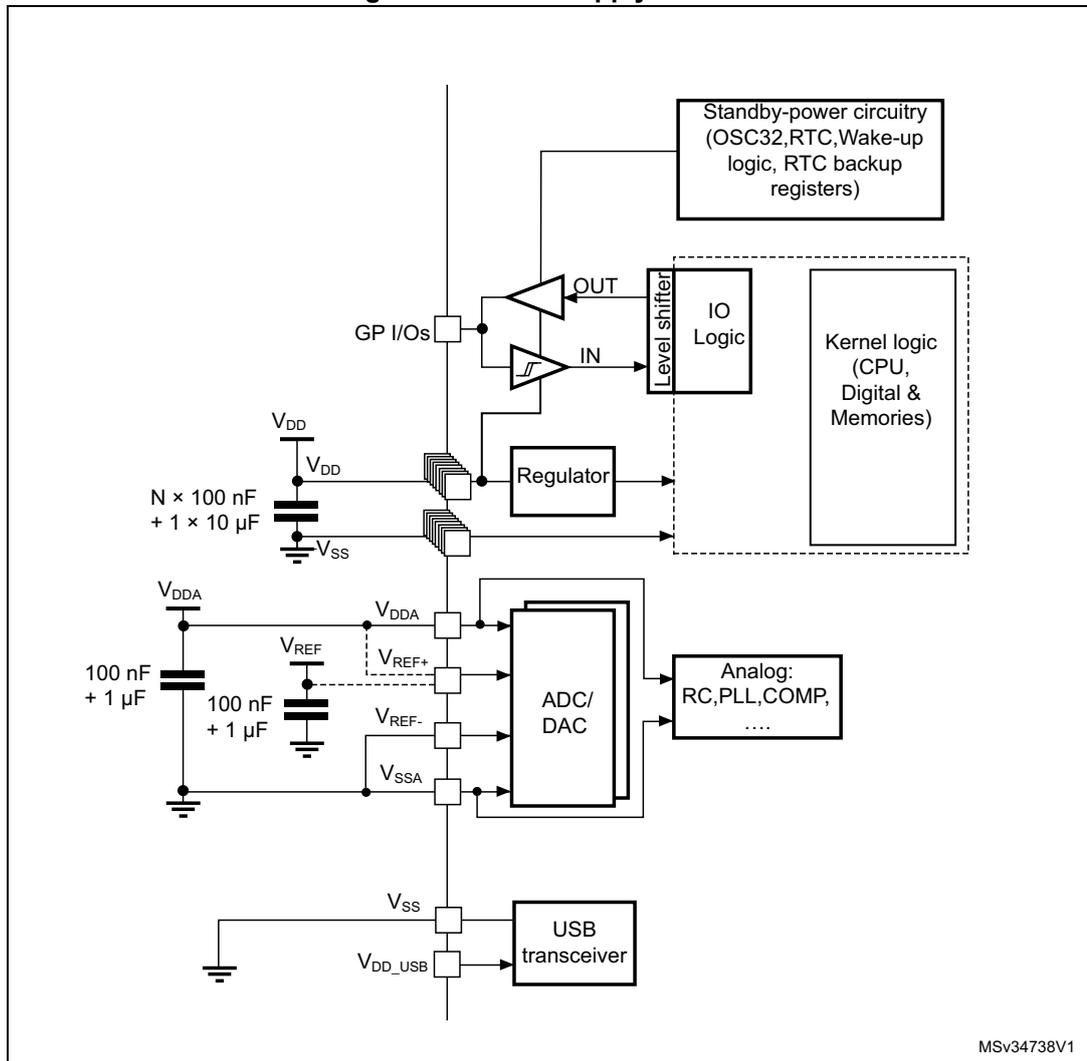 Standby-power circuitry
(OSC32,RTC,Wake-up
logic, RTC backup
registers)
OUT
Level shifter
IO
Logic
GP I/Os
IN
Kernel logic
(CPU,
Digital &
Memories)
VDD
VDD
Regulator
N × 100 nF
+ 1 × 10 µF
VSS
VDDA
VDDA
VREF
VREF+
100 nF
+ 1 µF
100 nF
+ 1 µF
VREF-
VSSA
ADC/
DAC
Analog:
RC,PLL,COMP,
....
VSS
VDD_USB
USB
transceiver
MSv34738V1